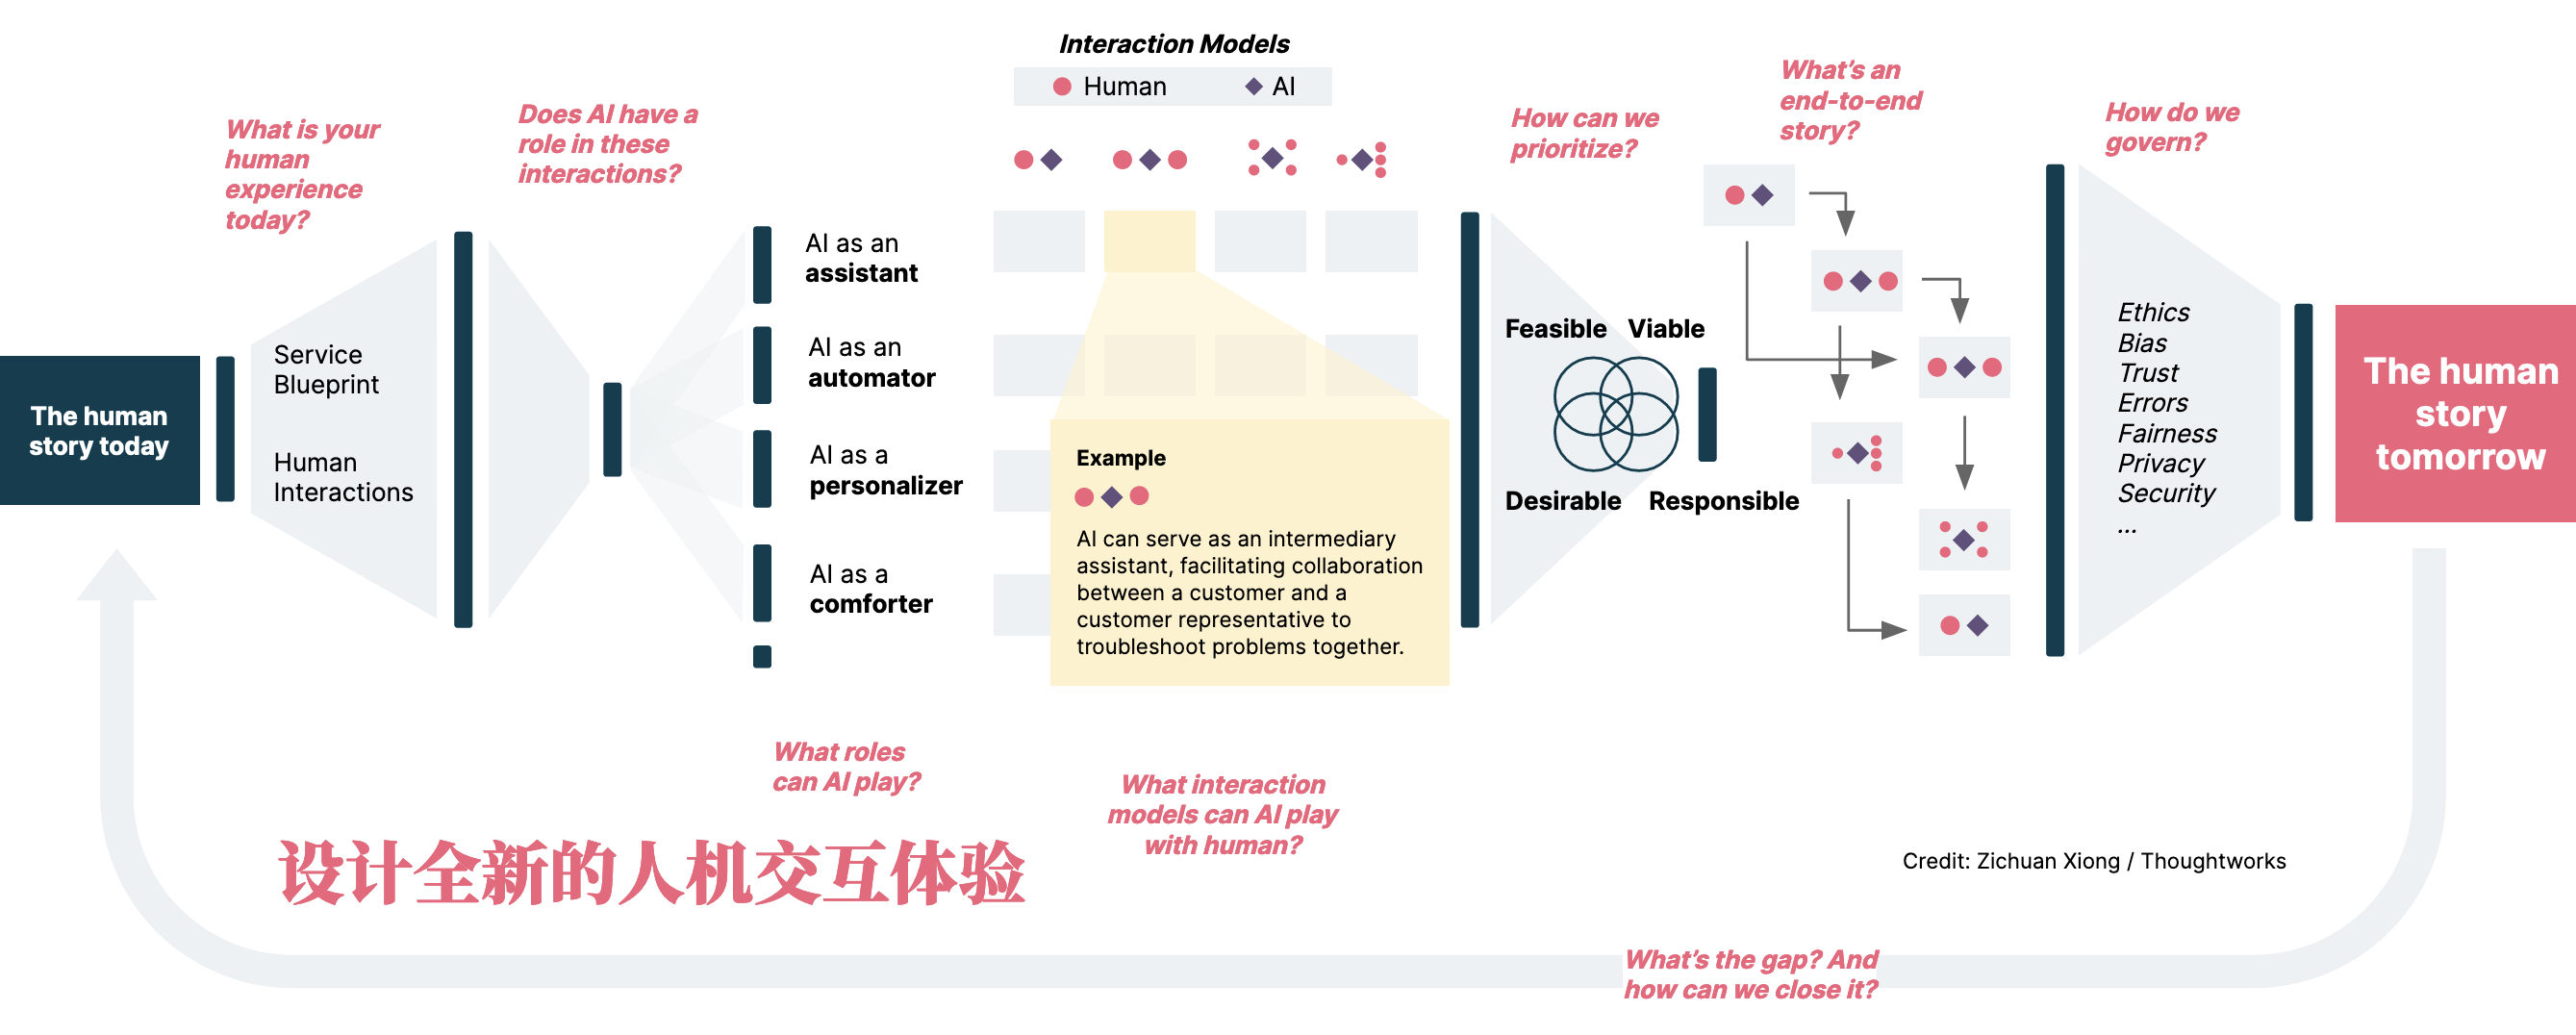 The human
story today
What is your
human
experience
today?
Service
Blueprint
Human
Interactions
Does AI have a
role in these
interactions?
AI as an
assistant
AI as an
automator
AI as a
personalizer
AI as a
comforter
What roles
can AI play?
Interaction Models
Human
AI
Example
AI can serve as an intermediary
assistant, facilitating collaboration
between a customer and a
customer representative to
troubleshoot problems together.
What interaction
models can AI play
with human?
How can we
prioritize?
Feasible
Viable
Desirable
Responsible
What's an
end-to-end
story?
How do we
govern?
Ethics
Bias
Trust
Errors
Fairness
Privacy
Security
...
The human
story
tomorrow
设计全新的人机交互体验
Credit: Zichuan Xiong / Thoughtworks
What's the gap? And
how can we close it?